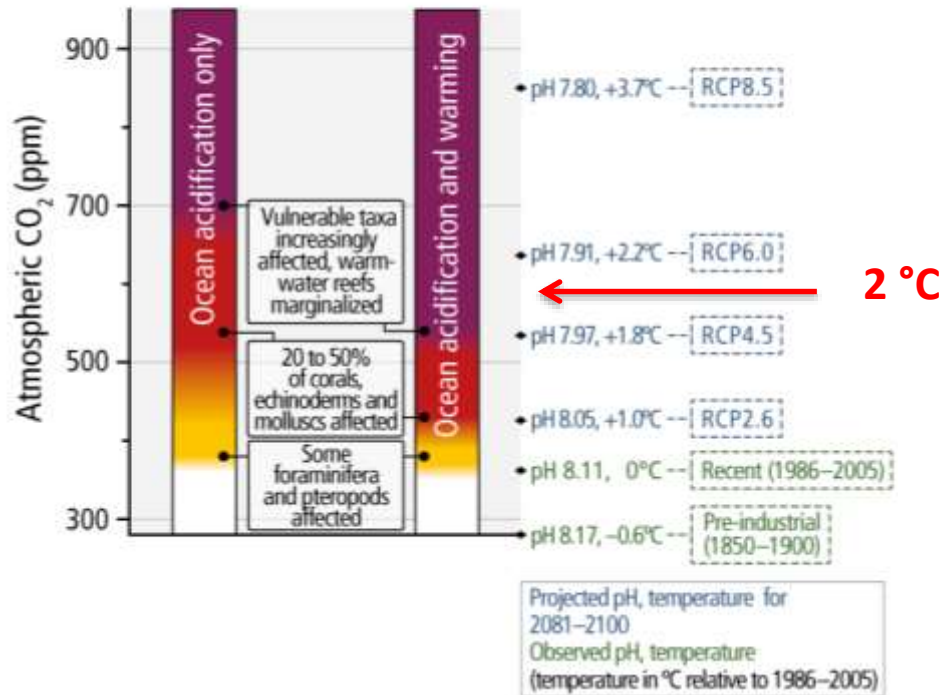 Atmospheric CO2 (ppm)
900
700
500
300
Ocean acidification only
Ocean acidification and warming
Vulnerable taxa
increasingly
affected, warm-
water reefs
marginalized
20 to 50%
of corals,
echinoderms and
molluscs affected
Some
foraminifera
and pteropods
affected
pH 7.80, +3.7°C -- RCP8.5
pH 7.91, +2.2°C -- RCP6.0
2 °C
pH 7.97, +1.8°C -- RCP4.5
pH 8.05, +1.0°C -- RCP2.6
pH 8.11, 0°C -- Recent (1986–2005)
pH 8.17, –0.6°C -- Pre-industrial
(1850–1900)
Projected pH, temperature for
2081–2100
Observed pH, temperature
(temperature in °C relative to 1986–2005)